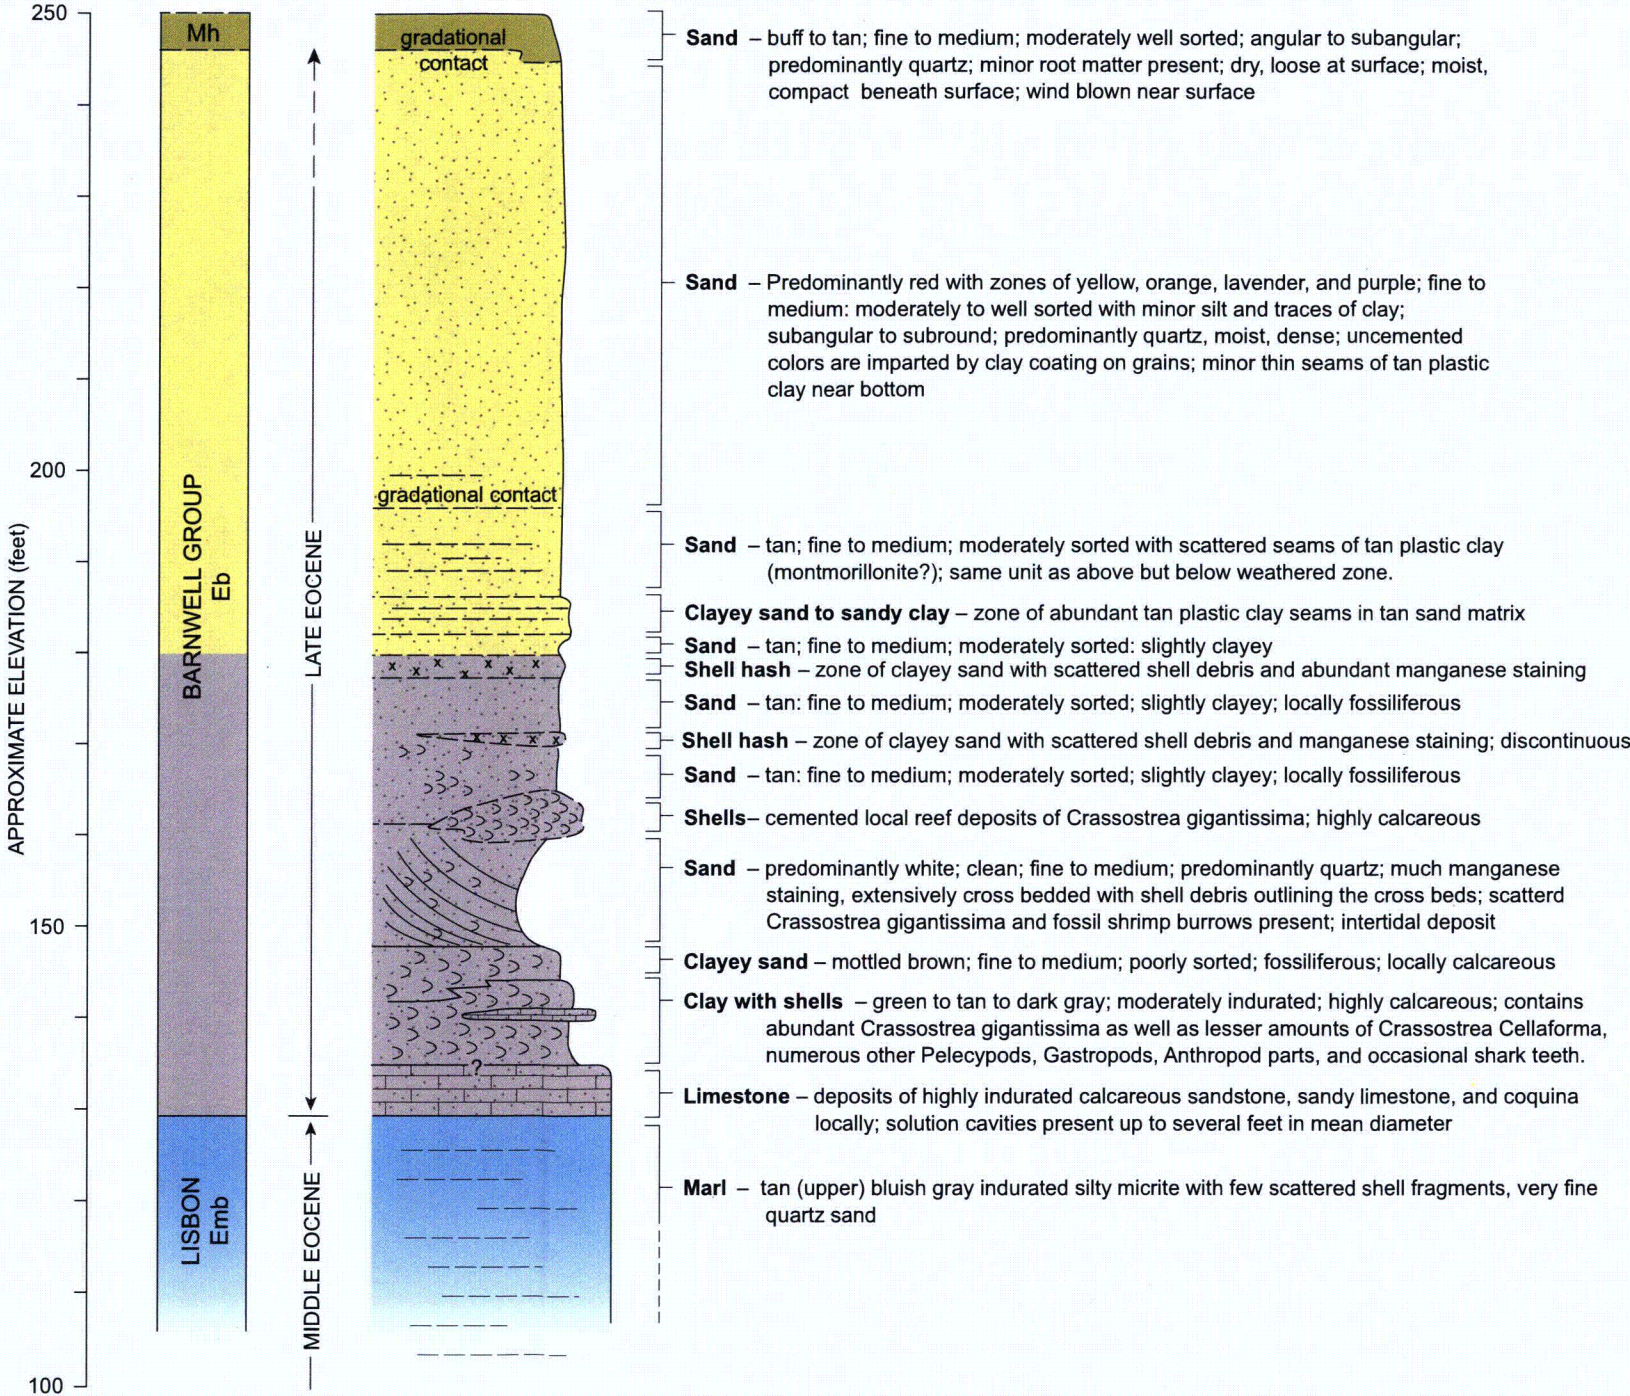 250
200
150
100
APPROXIMATE ELEVATION (feet)
Mh
BARNWELL GROUP
Eb
LISBON
Emb
LATE EOCENE
MIDDLE EOCENE
gradational
contact
gradational contact
x x x x x x x
x x x x
?
Sand – buff to tan; fine to medium; moderately well sorted; angular to subangular;
predominantly quartz; minor root matter present; dry, loose at surface; moist,
compact beneath surface; wind blown near surface
Sand – Predominantly red with zones of yellow, orange, lavender, and purple; fine to
medium: moderately to well sorted with minor silt and traces of clay;
subangular to subround; predominantly quartz, moist, dense; uncemented
colors are imparted by clay coating on grains; minor thin seams of tan plastic
clay near bottom
Sand – tan; fine to medium; moderately sorted with scattered seams of tan plastic clay
(montmorillonite?); same unit as above but below weathered zone.
Clayey sand to sandy clay – zone of abundant tan plastic clay seams in tan sand matrix
Sand – tan; fine to medium; moderately sorted: slightly clayey
Shell hash – zone of clayey sand with scattered shell debris and abundant manganese staining
Sand – tan: fine to medium; moderately sorted; slightly clayey; locally fossiliferous
Shell hash – zone of clayey sand with scattered shell debris and manganese staining; discontinuous
Sand – tan: fine to medium; moderately sorted; slightly clayey; locally fossiliferous
Shells– cemented local reef deposits of Crassostrea gigantissima; highly calcareous
Sand – predominantly white; clean; fine to medium; predominantly quartz; much manganese
staining, extensively cross bedded with shell debris outlining the cross beds; scatterd
Crassostrea gigantissima and fossil shrimp burrows present; intertidal deposit
Clayey sand – mottled brown; fine to medium; poorly sorted; fossiliferous; locally calcareous
Clay with shells – green to tan to dark gray; moderately indurated; highly calcareous; contains
abundant Crassostrea gigantissima as well as lesser amounts of Crassostrea Cellaforma,
numerous other Pelecypods, Gastropods, Anthropod parts, and occasional shark teeth.
Limestone – deposits of highly indurated calcareous sandstone, sandy limestone, and coquina
locally; solution cavities present up to several feet in mean diameter
Marl – tan (upper) bluish gray indurated silty micrite with few scattered shell fragments, very fine
quartz sand